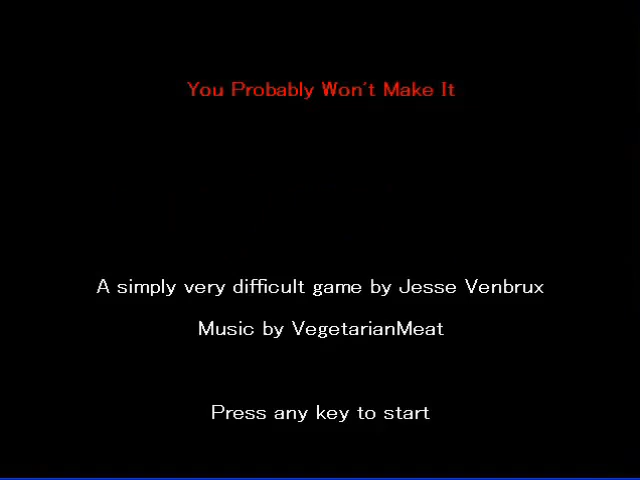 You Probably Won't Make It
A simply very difficult game by Jesse Venbrux
Music by VegetarianMeat
Press any key to start